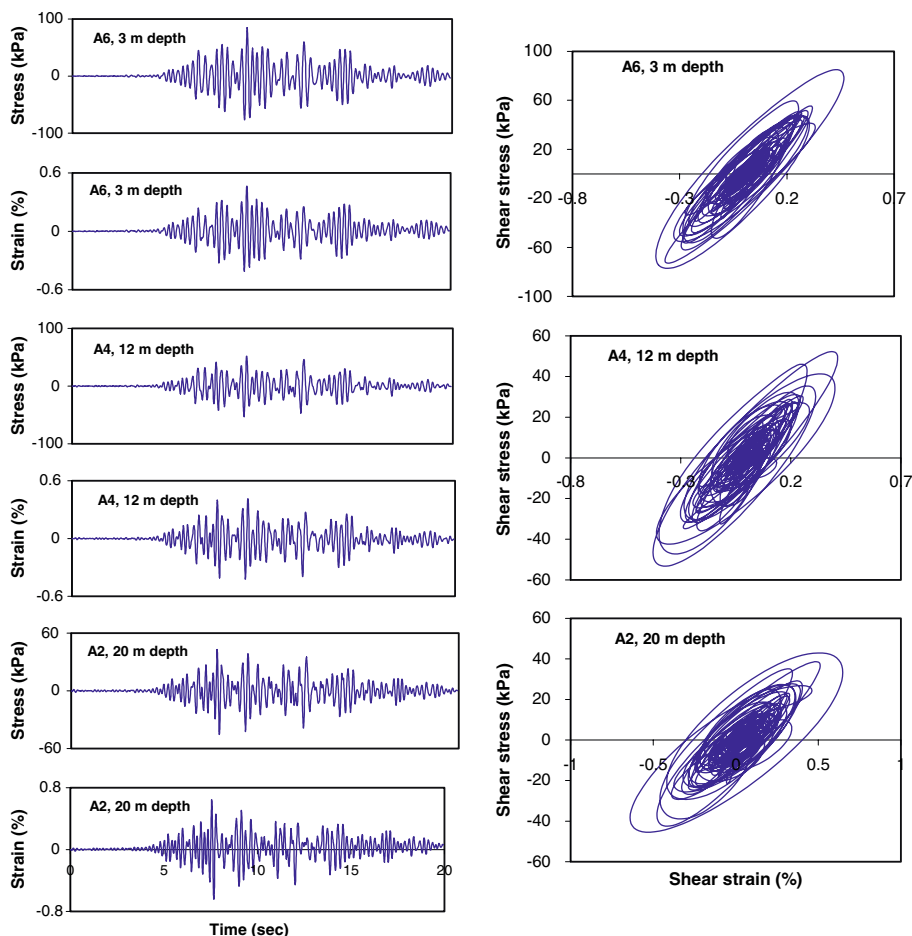 100
A6, 3 m depth
0
-100
Stress (kPa)
0.6
A6, 3 m depth
0
-0.6
Strain (%)
100
A4, 12 m depth
0
-100
Stress (kPa)
0.6
A4, 12 m depth
0
-0.6
Strain (%)
60
A2, 20 m depth
0
-60
Stress (kPa)
0.8
A2, 20 m depth
0
-0.8
Strain (%)
0 5 10 15 20
Time (sec)
100
A6, 3 m depth
60
20
-20
-60
-100
-0.8 -0.3 0.2 0.7
Shear stress (kPa)
60
A4, 12 m depth
40
20
0
-20
-40
-60
-0.8 -0.3 0.2 0.7
Shear stress (kPa)
60
A2, 20 m depth
40
20
0
-20
-40
-60
-1 -0.5 0 0.5 1
Shear stress (kPa)
Shear strain (%)